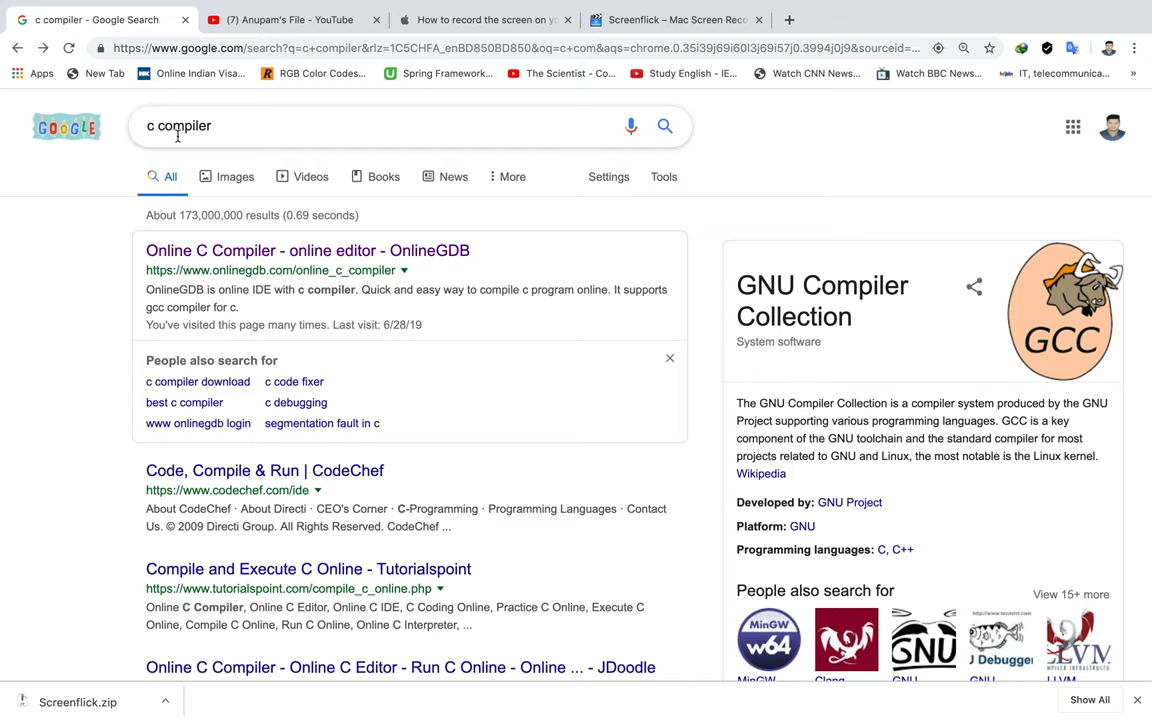 c compiler - Google Search
(7) Anupam's File - YouTube
How to record the screen on yo
Screenflick – Mac Screen Reco
https://www.google.com/search?q=c+compiler&rlz=1C5CHFA_enBD850BD850&oq=c+com&aqs=chrome.0.35i39j69i60l3j69i57j0.3994j0j9&sourceid=...
Apps
New Tab
Online Indian Visa...
RGB Color Codes...
Spring Framework...
The Scientist - Co...
Study English - IE...
Watch CNN News...
Watch BBC News...
IT, telecommunica...
»
GOOGLE
c compiler
All
Images
Videos
Books
News
More
Settings
Tools
About 173,000,000 results (0.69 seconds)
Online C Compiler - online editor - OnlineGDB
https://www.onlinegdb.com/online_c_compiler
OnlineGDB is online IDE with c compiler. Quick and easy way to compile c program online. It supports
gcc compiler for c.
You've visited this page many times. Last visit: 6/28/19
People also search for
c compiler download
c code fixer
best c compiler
c debugging
www onlinegdb login
segmentation fault in c
Code, Compile & Run | CodeChef
https://www.codechef.com/ide
About CodeChef · About Directi · CEO's Corner · C-Programming · Programming Languages · Contact
Us. © 2009 Directi Group. All Rights Reserved. CodeChef ...
Compile and Execute C Online - Tutorialspoint
https://www.tutorialspoint.com/compile_c_online.php
Online C Compiler, Online C Editor, Online C IDE, C Coding Online, Practice C Online, Execute C
Online, Compile C Online, Run C Online, Online C Interpreter, ...
Online C Compiler - Online C Editor - Run C Online - Online ... - JDoodle
GNU Compiler
Collection
System software
GCC
The GNU Compiler Collection is a compiler system produced by the GNU
Project supporting various programming languages. GCC is a key
component of the GNU toolchain and the standard compiler for most
projects related to GNU and Linux, the most notable is the Linux kernel.
Wikipedia
Developed by: GNU Project
Platform: GNU
Programming languages: C, C++
People also search for
View 15+ more
MinGW
w64
GNU
Debugger
LLVM
MinGW
Clang
GNU
GNU
LLVM
Screenflick.zip
Show All